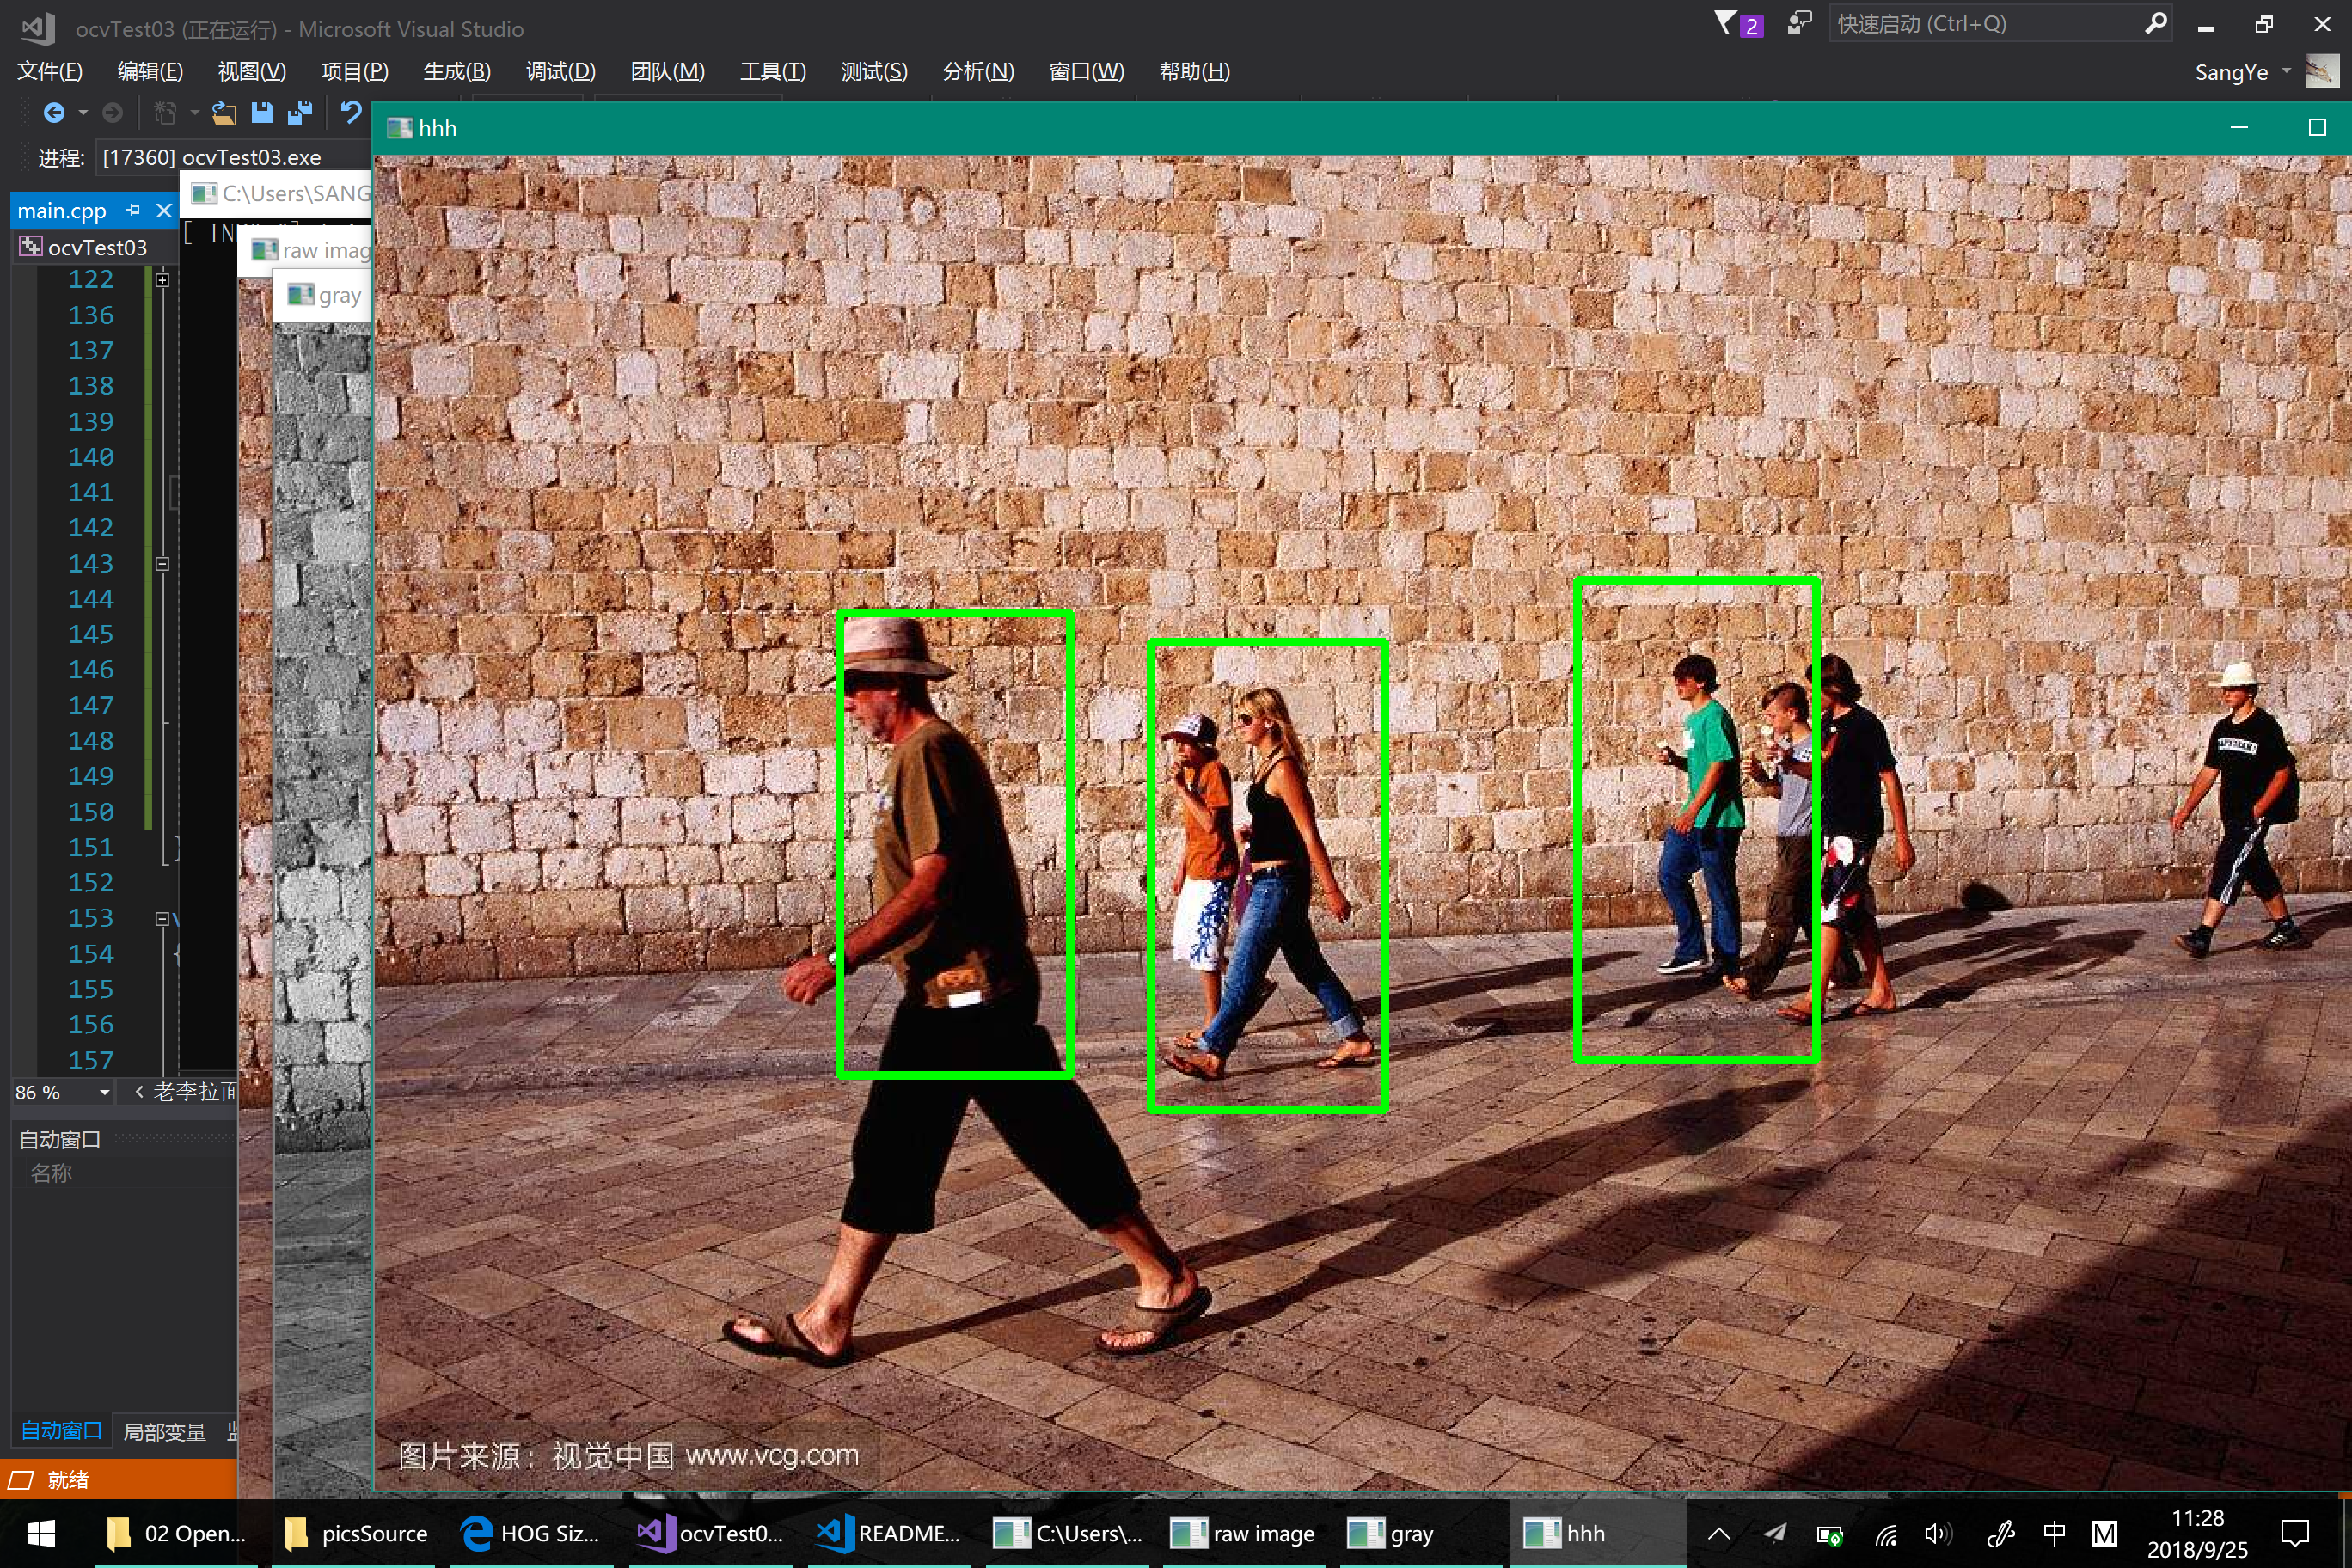 ocvTest03 (正在运行) - Microsoft Visual Studio
2
快速启动 (Ctrl+Q)
文件(F) 编辑(E) 视图(V) 项目(P) 生成(B) 调试(D) 团队(M) 工具(T) 测试(S) 分析(N) 窗口(W) 帮助(H)
SangYe
hhh
进程: [17360] ocvTest03.exe
C:\Users\SANG
main.cpp
ocvTest03
raw imag
gray
122
136
137
138
139
140
141
142
143
144
145
146
147
148
149
150
151
152
153
154
155
156
157
86 %
老李拉面
自动窗口
名称
自动窗口 局部变量
图片来源：视觉中国 www.vcg.com
就绪
02 Open... picsSource HOG Siz... ocvTest0... README... C:\Users\... raw image gray hhh 中 M
11:28
2018/9/25